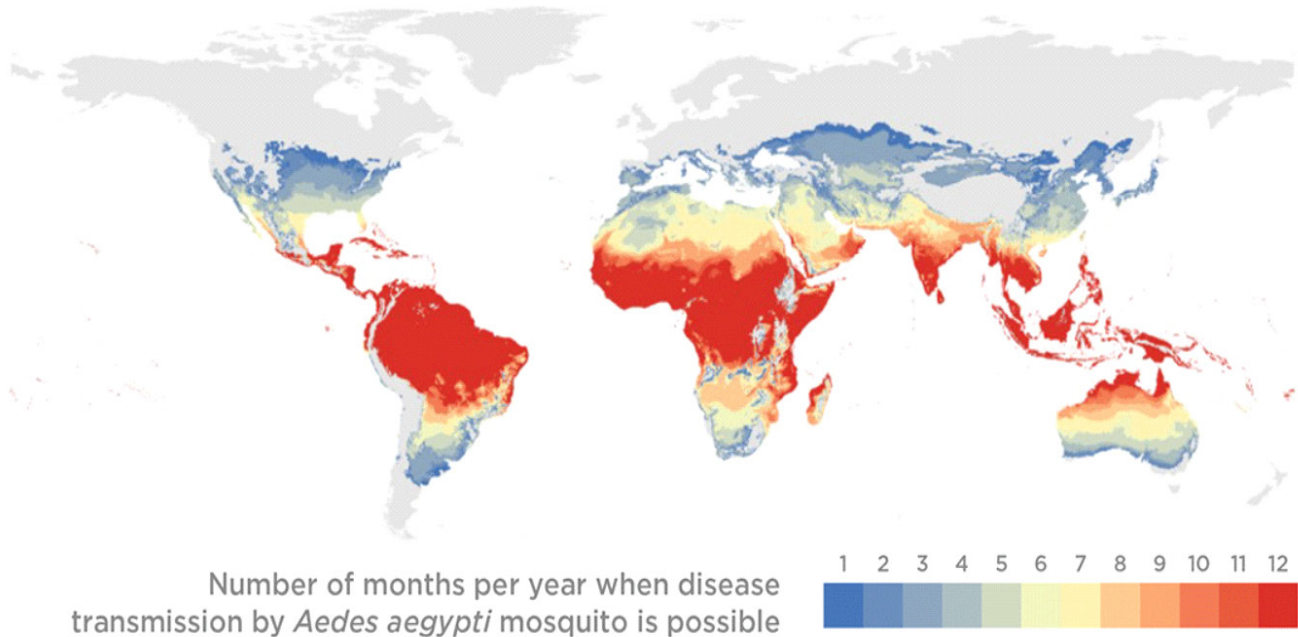 1 2 3 4 5 6 7 8 9 10 11 12
Number of months per year when disease
transmission by Aedes aegypti mosquito is possible